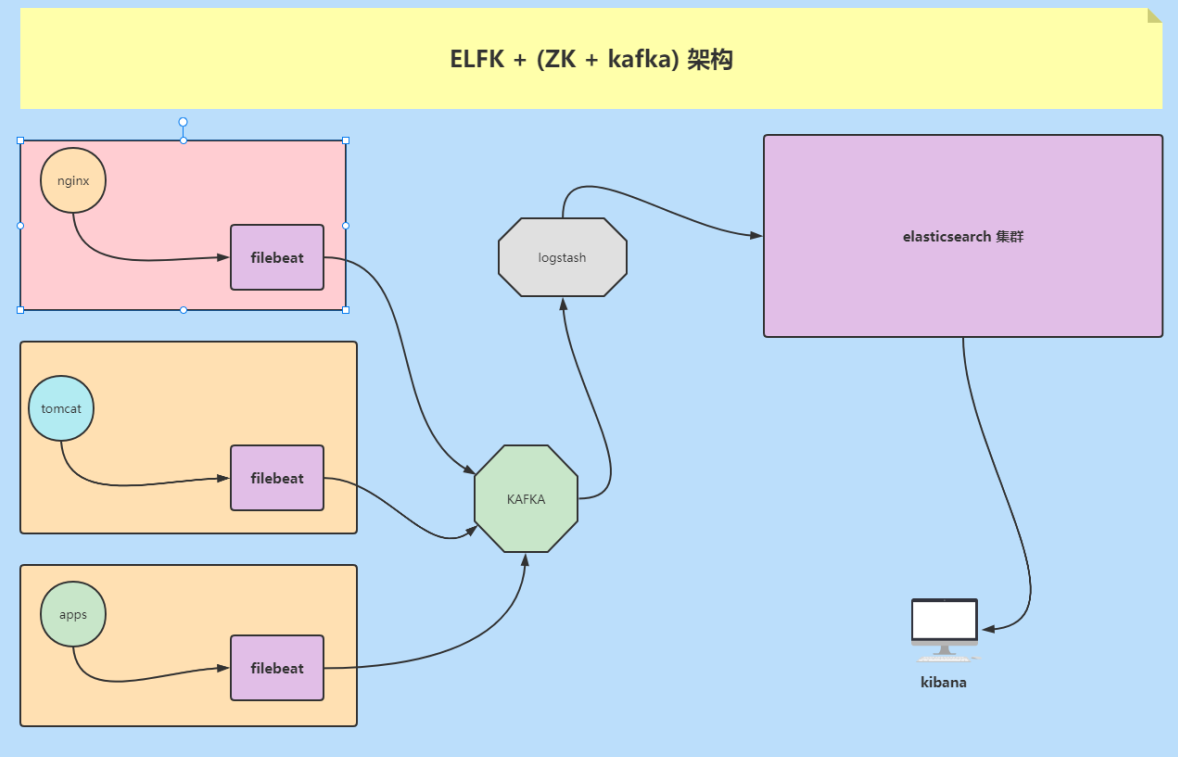 ELFK + (ZK + kafka) 架构
nginx
filebeat
tomcat
filebeat
apps
filebeat
KAFKA
logstash
elasticsearch 集群
kibana